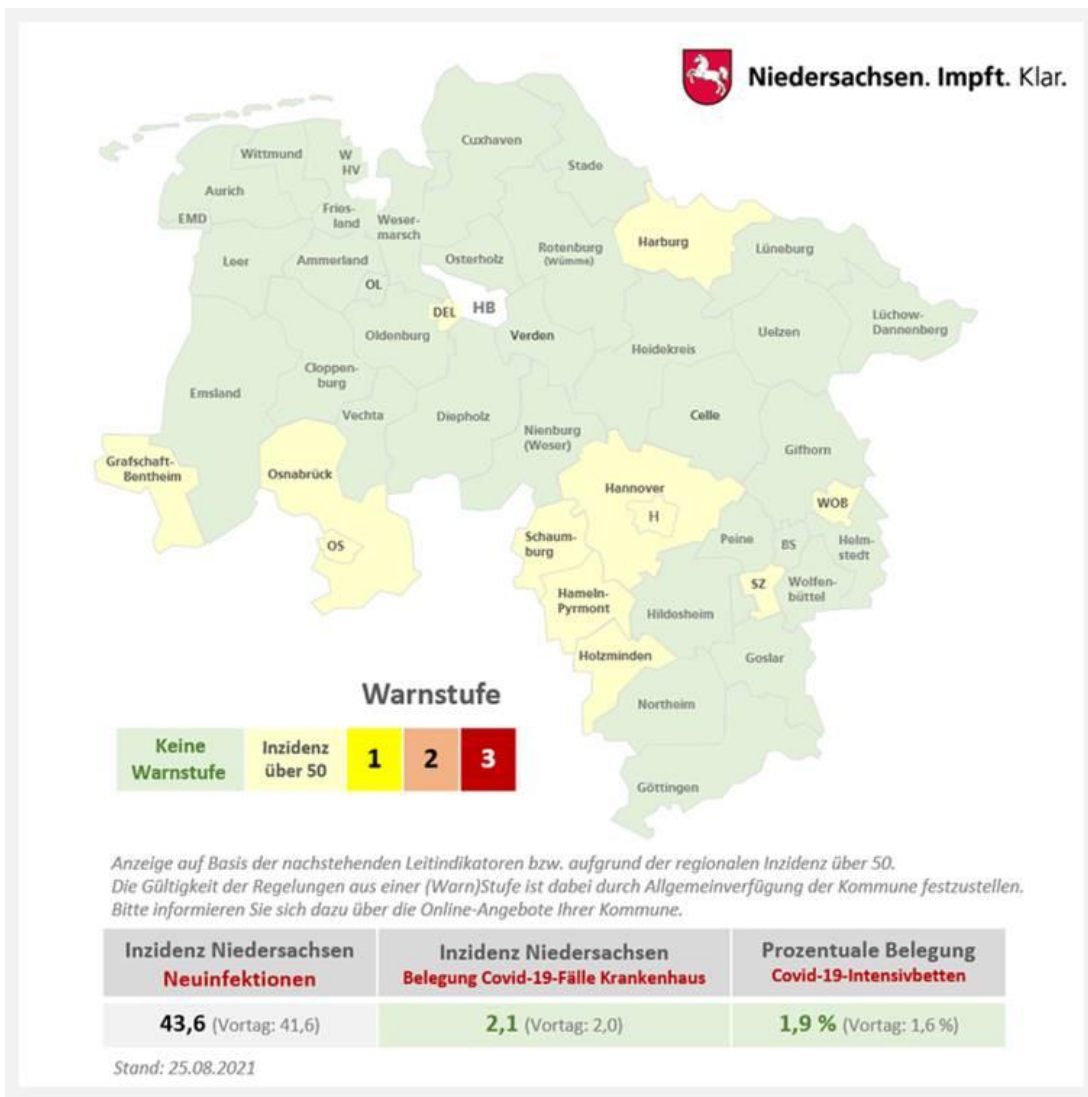 Niedersachsen. Impft. Klar.
Cuxhaven
Wittmund
W
HV
Stade
Aurich
EMD
Fries-
land
Weser-
marsch
Harburg
Rotenburg
(Wümme)
Lüneburg
Leer
Ammerland
Osterholz
OL
DEL
HB
Lüchow-
Dannenberg
Oldenburg
Verden
Uelzen
Heidekreis
Cloppen-
burg
Emsland
Vechta
Diepholz
Celle
Nienburg
(Weser)
Gifhorn
Grafschaft-
Bentheim
Osnabrück
Hannover
H
WOB
OS
Schaum-
burg
Peine
BS
Helm-
stedt
SZ
Wolfen-
büttel
Hameln-
Pyrmont
Hildesheim
Holzminden
Goslar
Northeim
Göttingen
Warnstufe
Keine
Warnstufe
Inzidenz
über 50
1
2
3
Anzeige auf Basis der nachstehenden Leitindikatoren bzw. aufgrund der regionalen Inzidenz über 50.
Die Gültigkeit der Regelungen aus einer (Warn)Stufe ist dabei durch Allgemeinverfügung der Kommune festzustellen.
Bitte informieren Sie sich dazu über die Online-Angebote Ihrer Kommune.
Inzidenz Niedersachsen
Neuinfektionen
Inzidenz Niedersachsen
Belegung Covid-19-Fälle Krankenhaus
Prozentuale Belegung
Covid-19-Intensivbetten
43,6 (Vortag: 41,6)
2,1 (Vortag: 2,0)
1,9 % (Vortag: 1,6 %)
Stand: 25.08.2021